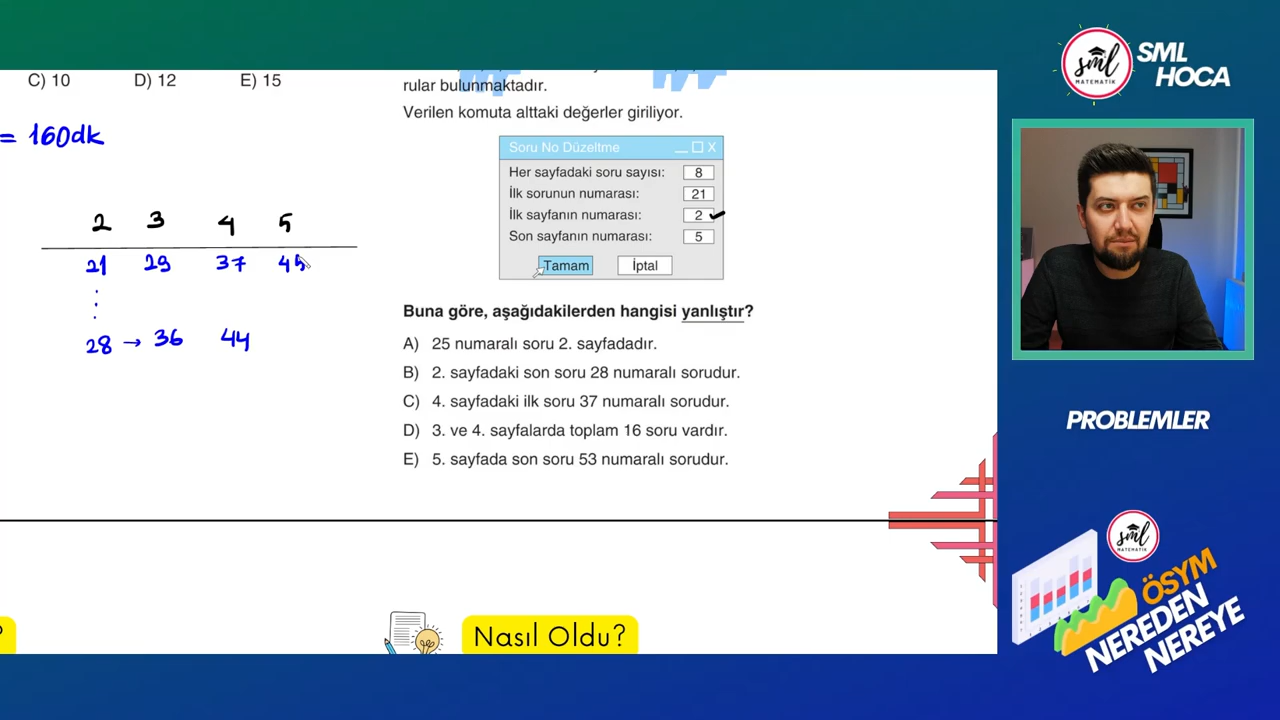 C) 10 D) 12 E) 15
= 160dk
2 3 4 5
21 29 37 45
28 → 36 44
rular bulunmaktadır.
Verilen komuta alttaki değerler giriliyor.
Soru No Düzeltme
Her sayfadaki soru sayısı: 8
İlk sorunun numarası: 21
İlk sayfanın numarası: 2
Son sayfanın numarası: 5
Tamam İptal
Buna göre, aşağıdakilerden hangisi yanlıştır?
A) 25 numaralı soru 2. sayfadadır.
B) 2. sayfadaki son soru 28 numaralı sorudur.
C) 4. sayfadaki ilk soru 37 numaralı sorudur.
D) 3. ve 4. sayfalarda toplam 16 soru vardır.
E) 5. sayfada son soru 53 numaralı sorudur.
Nasıl Oldu?
sml
MATEMATİK
SML
HOCA
PROBLEMLER
sml
MATEMATİK
ÖSYM
NEREDEN
NEREYE